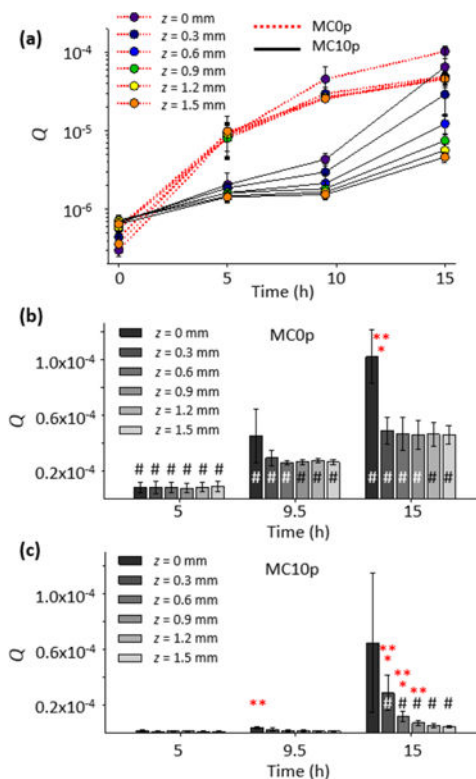 (a)
z = 0 mm
z = 0.3 mm
z = 0.6 mm
z = 0.9 mm
z = 1.2 mm
z = 1.5 mm
MC0p
MC10p
10⁻⁴
10⁻⁵
10⁻⁶
Q
0 5 10 15
Time (h)
(b)
MC0p
z = 0 mm
z = 0.3 mm
z = 0.6 mm
z = 0.9 mm
z = 1.2 mm
z = 1.5 mm
** *
1.0x10⁻⁴
0.6x10⁻⁴
0.2x10⁻⁴
Q
# # # # # #
# # # # # #
# # # # # #
5 9.5 15
Time (h)
(c)
MC10p
z = 0 mm
z = 0.3 mm
z = 0.6 mm
z = 0.9 mm
z = 1.2 mm
z = 1.5 mm
1.0x10⁻⁴
0.6x10⁻⁴
0.2x10⁻⁴
Q
**
** *
** *
**
# # # # #
5 9.5 15
Time (h)